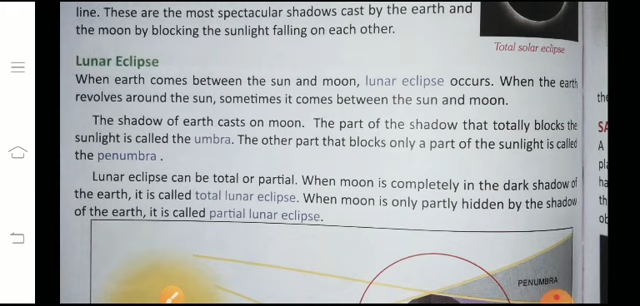 line. These are the most spectacular shadows cast by the earth and
the moon by blocking the sunlight falling on each other.
Total solar eclipse
Lunar Eclipse
When earth comes between the sun and moon, lunar eclipse occurs. When the earth
revolves around the sun, sometimes it comes between the sun and moon.
The shadow of earth casts on moon. The part of the shadow that totally blocks the
sunlight is called the umbra. The other part that blocks only a part of the sunlight is called
the penumbra .
Lunar eclipse can be total or partial. When moon is completely in the dark shadow of
the earth, it is called total lunar eclipse. When moon is only partly hidden by the shadow
of the earth, it is called partial lunar eclipse.
PENUMBRA
the
SA
A
pla
ha
th
ob